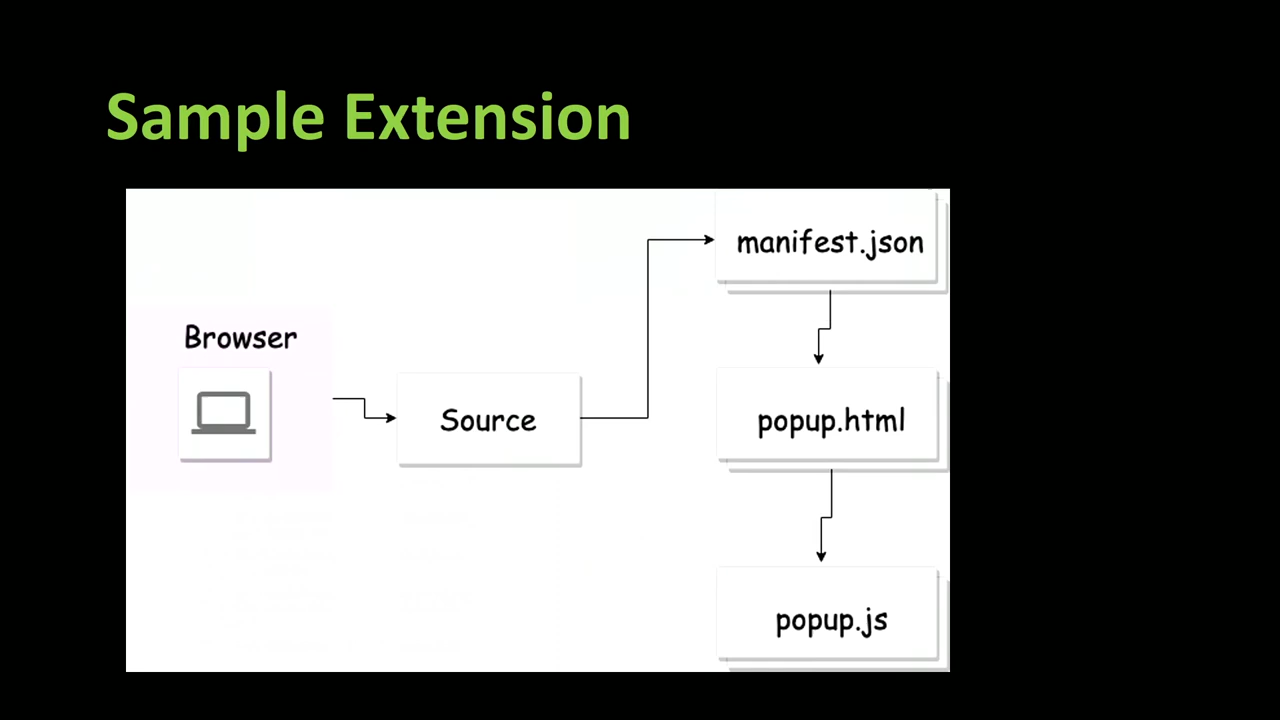 Sample Extension
manifest.json
Browser
Source
popup.html
popup.js